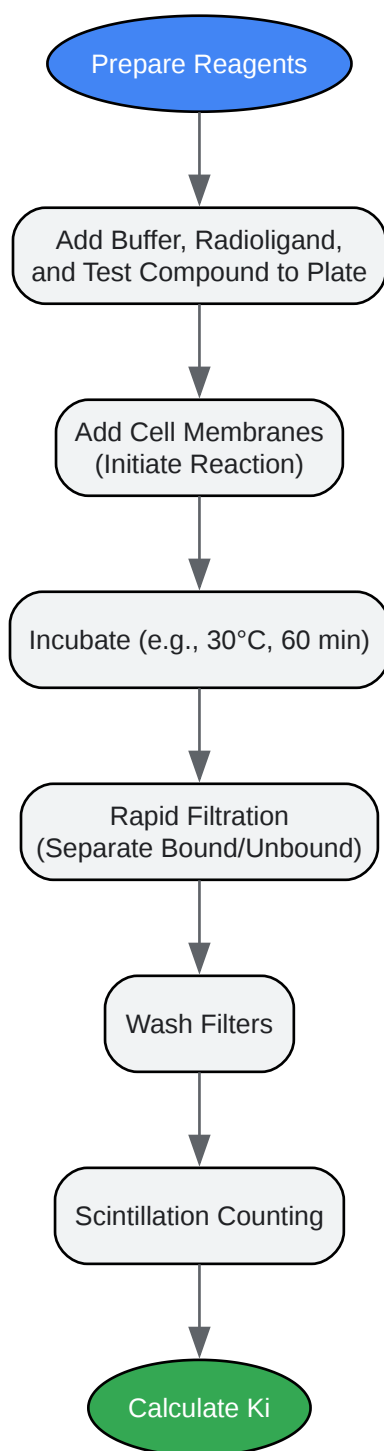 Prepare Reagents
Add Buffer, Radioligand,
and Test Compound to Plate
Add Cell Membranes
(Initiate Reaction)
Incubate (e.g., 30°C, 60 min)
Rapid Filtration
(Separate Bound/Unbound)
Wash Filters
Scintillation Counting
Calculate Ki